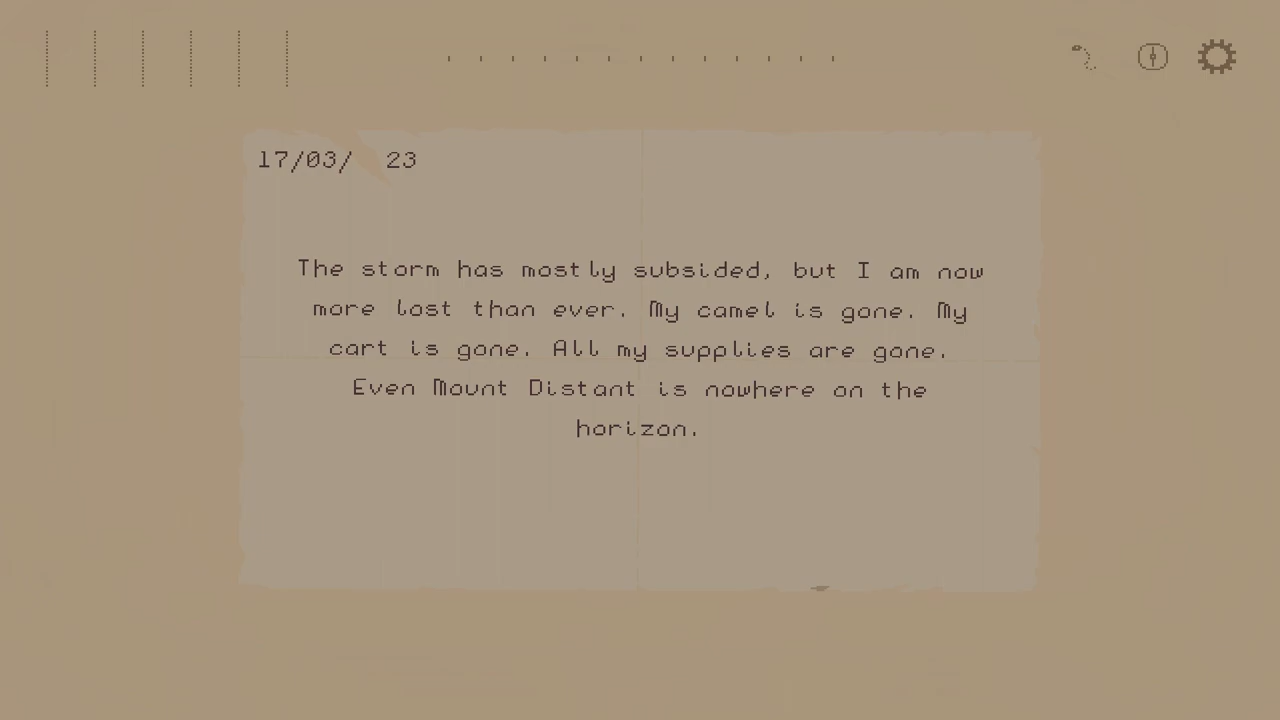 17/03/  23
The storm has mostly subsided, but I am now
more lost than ever. My camel is gone. My
cart is gone. All my supplies are gone.
Even Mount Distant is nowhere on the
horizon.